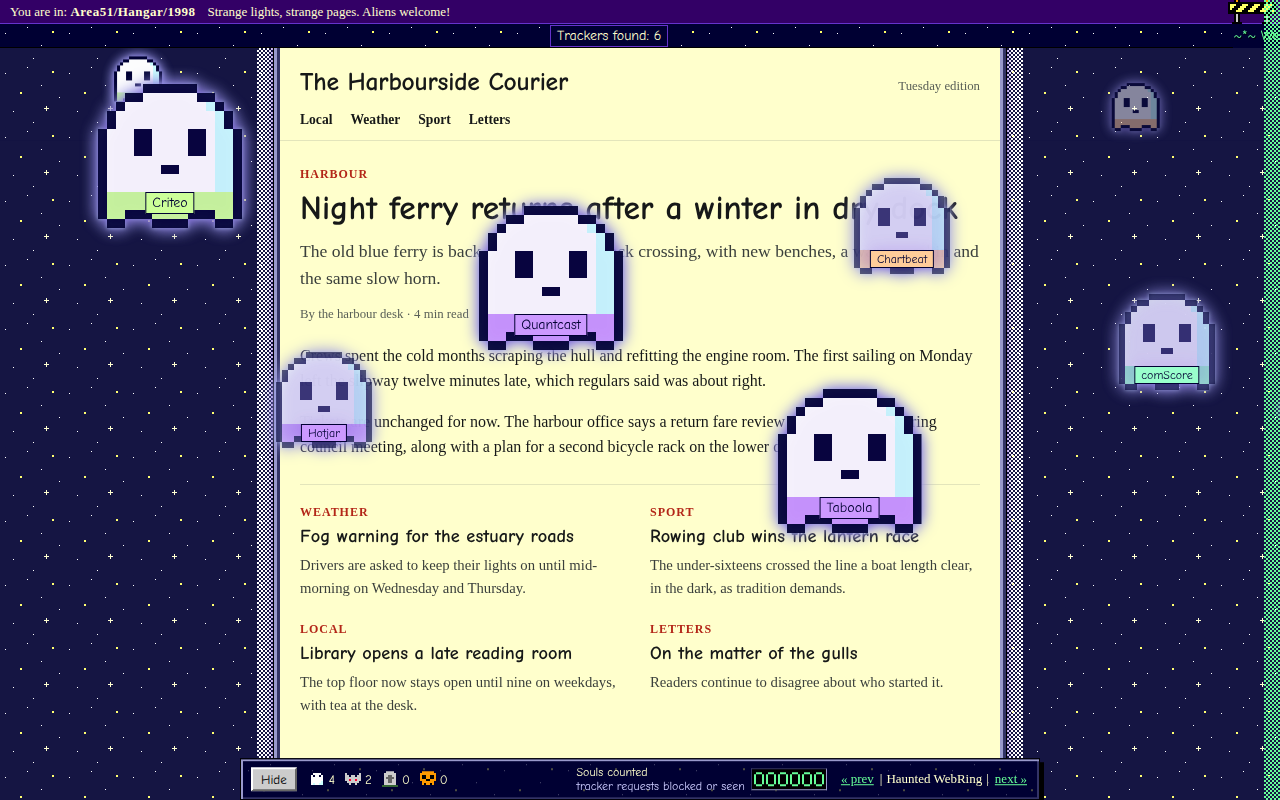 You are in: Area51/Hangar/1998 Strange lights, strange pages. Aliens welcome!
Trackers found: 6
~*~
The Harbourside Courier
Tuesday edition
Local Weather Sport Letters
HARBOUR
Night ferry returns after a winter in dry dock
The old blue ferry is back crossing, with new benches, a and
the same slow horn.
By the harbour desk · 4 min read
Crews spent the cold months scraping the hull and refitting the engine room. The first sailing on Monday
way twelve minutes late, which regulars said was about right.
unchanged for now. The harbour office says a return fare review
council meeting, along with a plan for a second bicycle rack on the lower
WEATHER
Fog warning for the estuary roads
Drivers are asked to keep their lights on until mid-
morning on Wednesday and Thursday.
SPORT
Rowing club wins the lantern race
The under-sixteens crossed the line a boat length clear,
in the dark, as tradition demands.
LOCAL
Library opens a late reading room
The top floor now stays open until nine on weekdays,
with tea at the desk.
LETTERS
On the matter of the gulls
Readers continue to disagree about who started it.
Criteo
Quantcast
Chartbeat
comScore
Hotjar
Taboola
Hide 4 2 0 0
Souls counted
tracker requests blocked or seen
000000
« prev | Haunted WebRing | next »